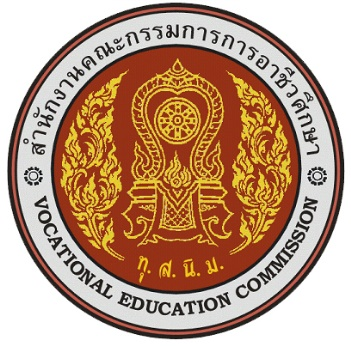 สำนักงานคณะกรรมการการอาชีวศึกษา
ทุ. ส. นิ. ม.
VOCATIONAL EDUCATION COMMISSION